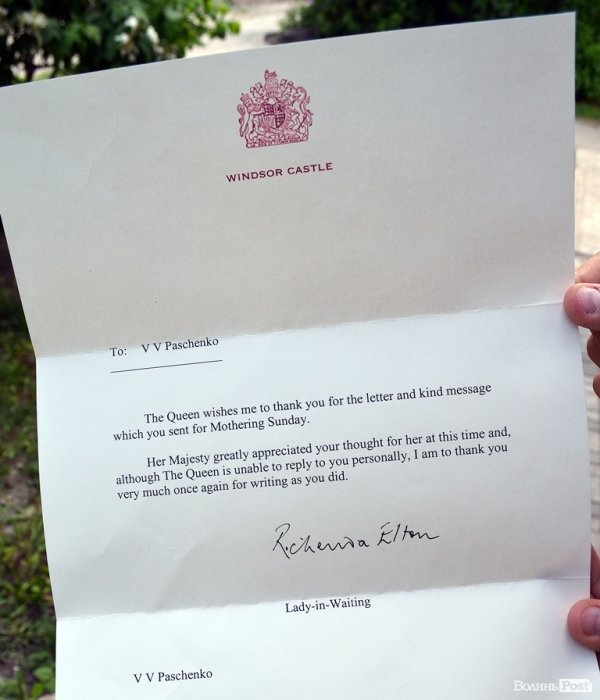 WINDSOR CASTLE
To: V V Paschenko
The Queen wishes me to thank you for the letter and kind message
which you sent for Mothering Sunday.
Her Majesty greatly appreciated your thought for her at this time and,
although The Queen is unable to reply to you personally, I am to thank you
very much once again for writing as you did.
Richenda Elton
Lady-in-Waiting
V V Paschenko
ВолиньPost